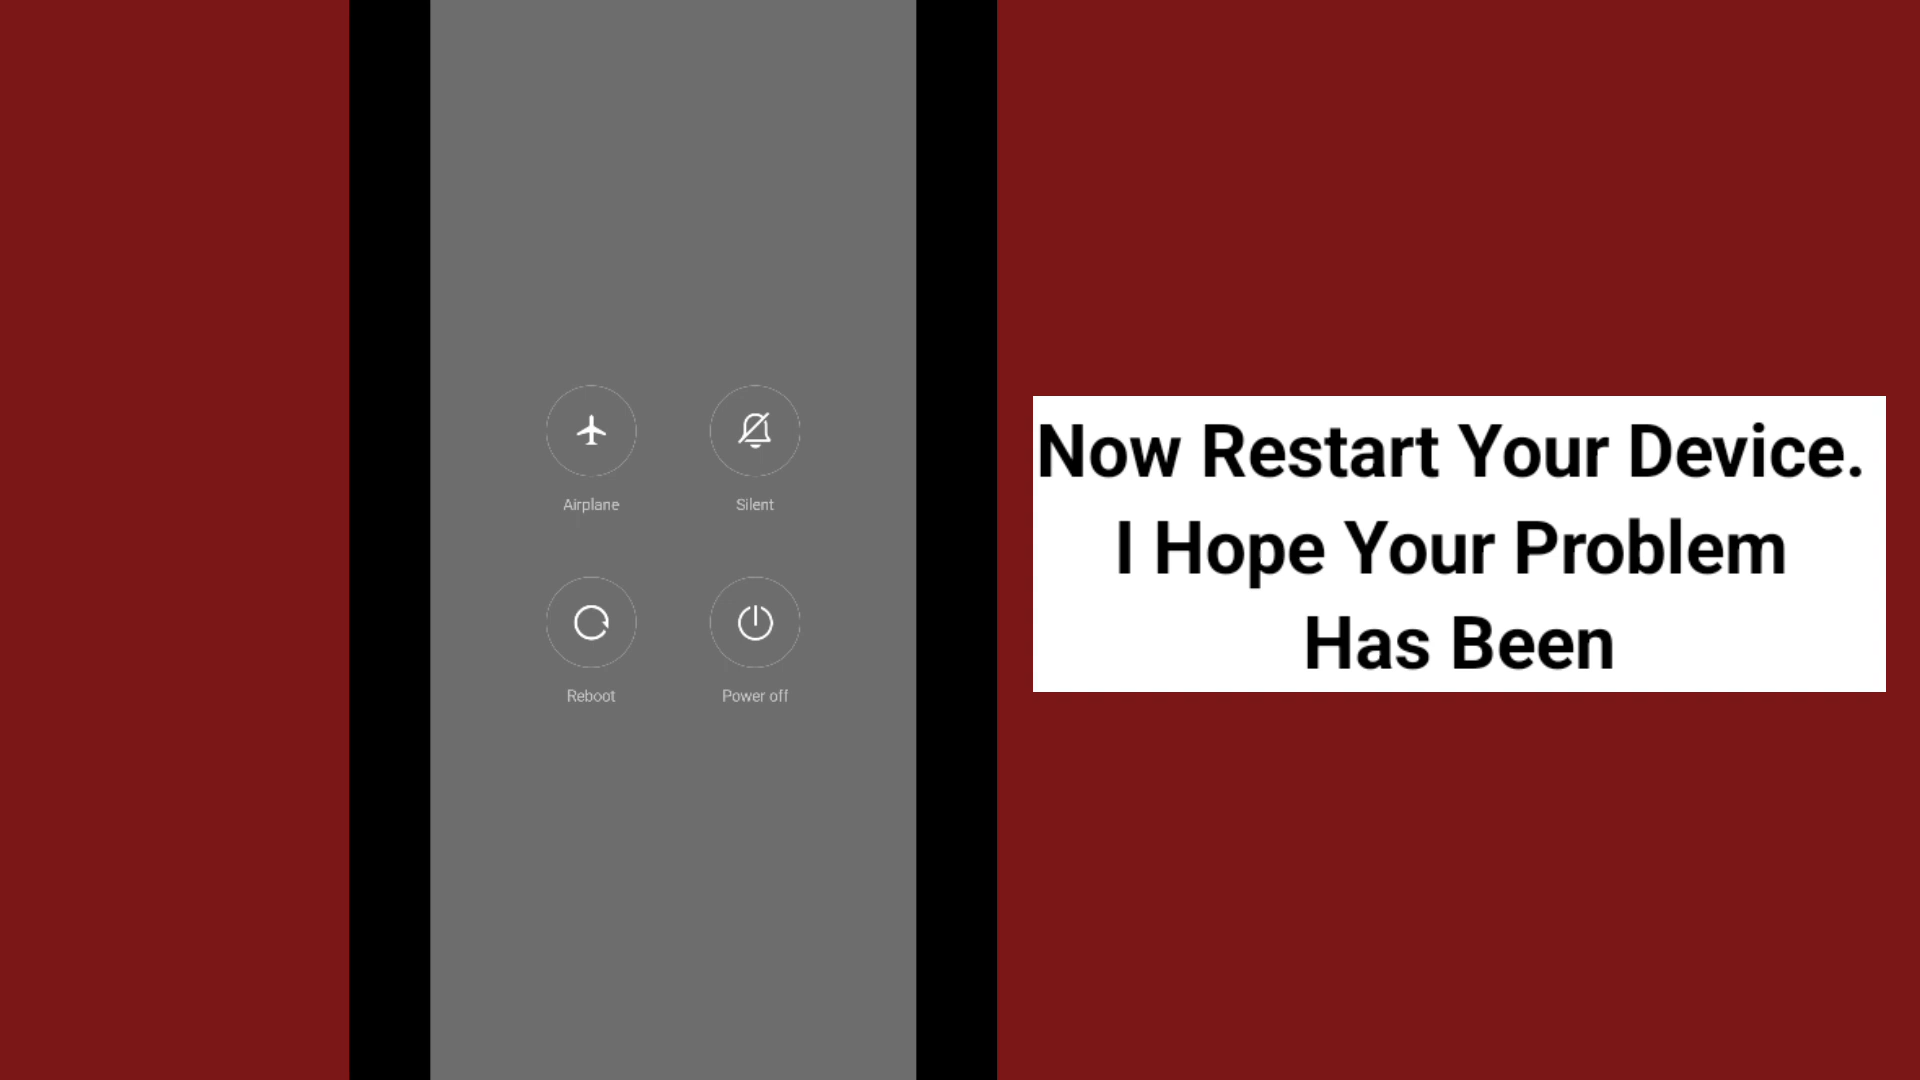 Airplane
Silent
Reboot
Power off
Now Restart Your Device.
I Hope Your Problem
Has Been